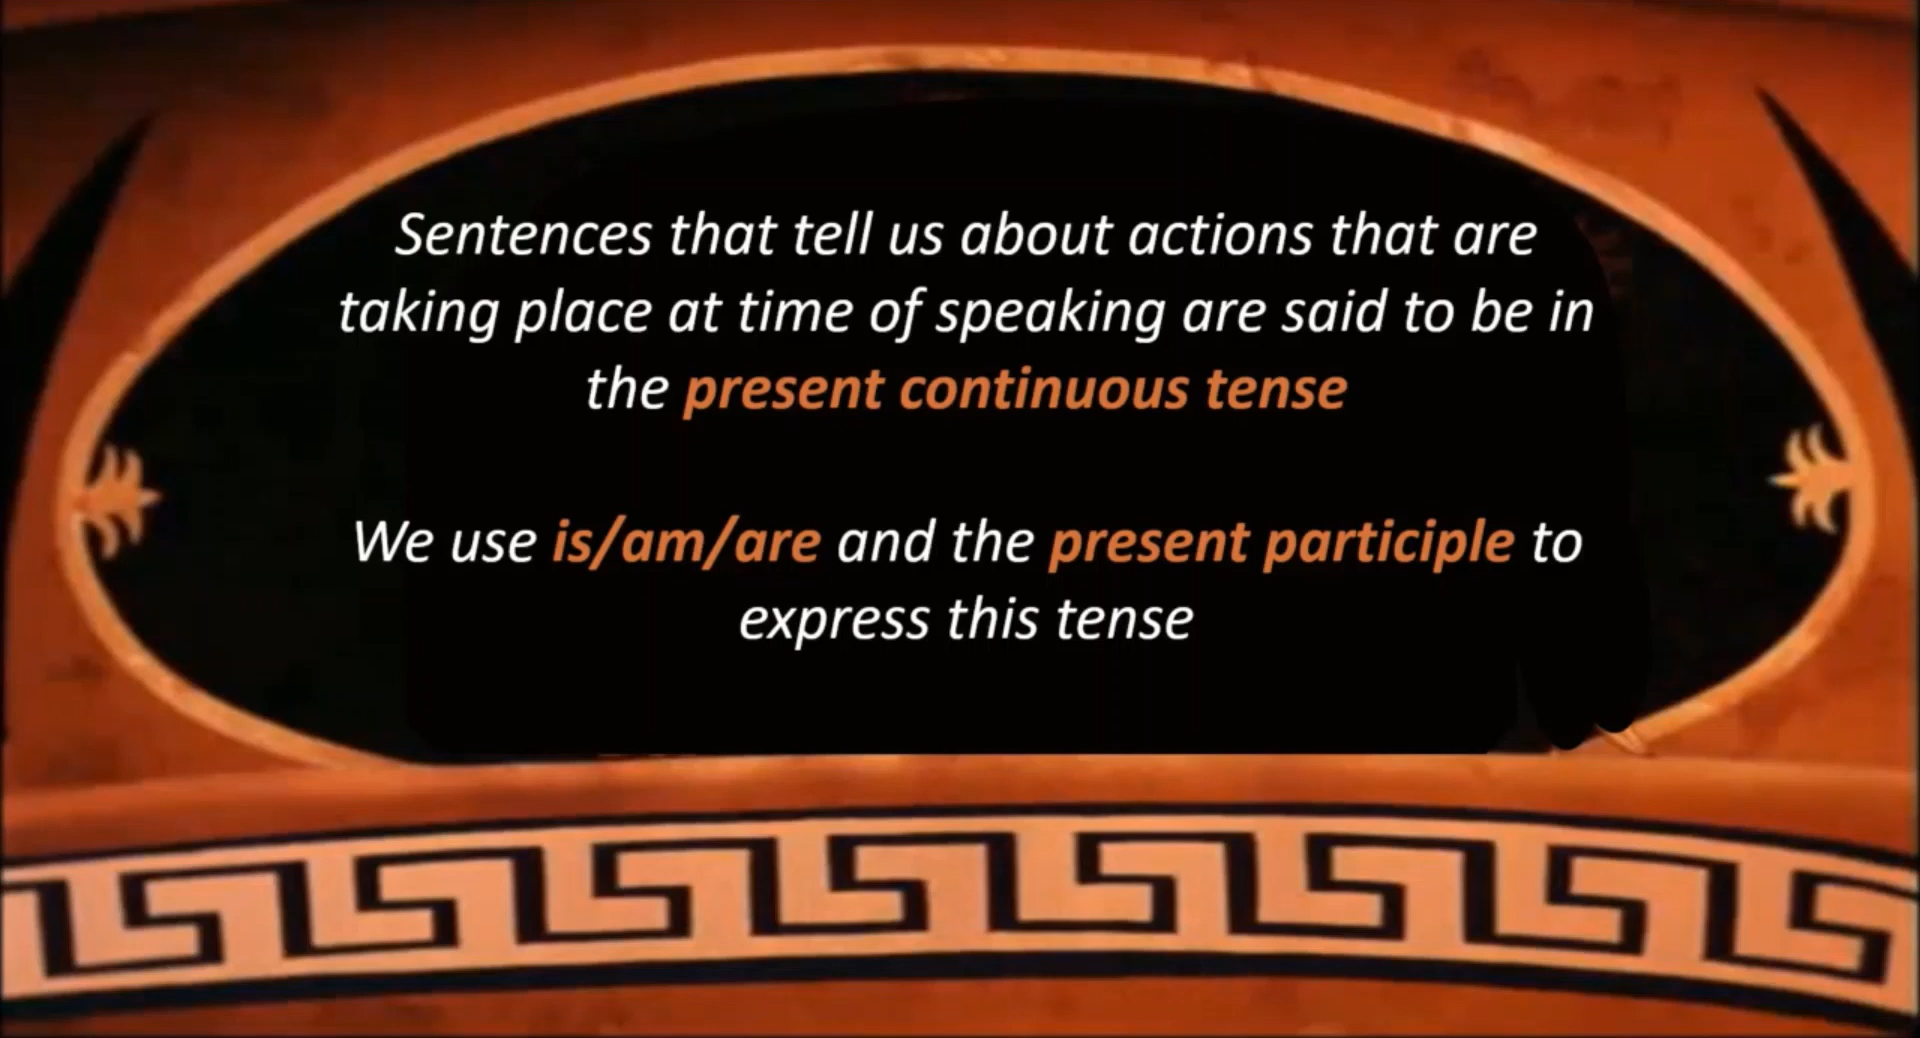 Sentences that tell us about actions that are
taking place at time of speaking are said to be in
the present continuous tense
We use is/am/are and the present participle to
express this tense